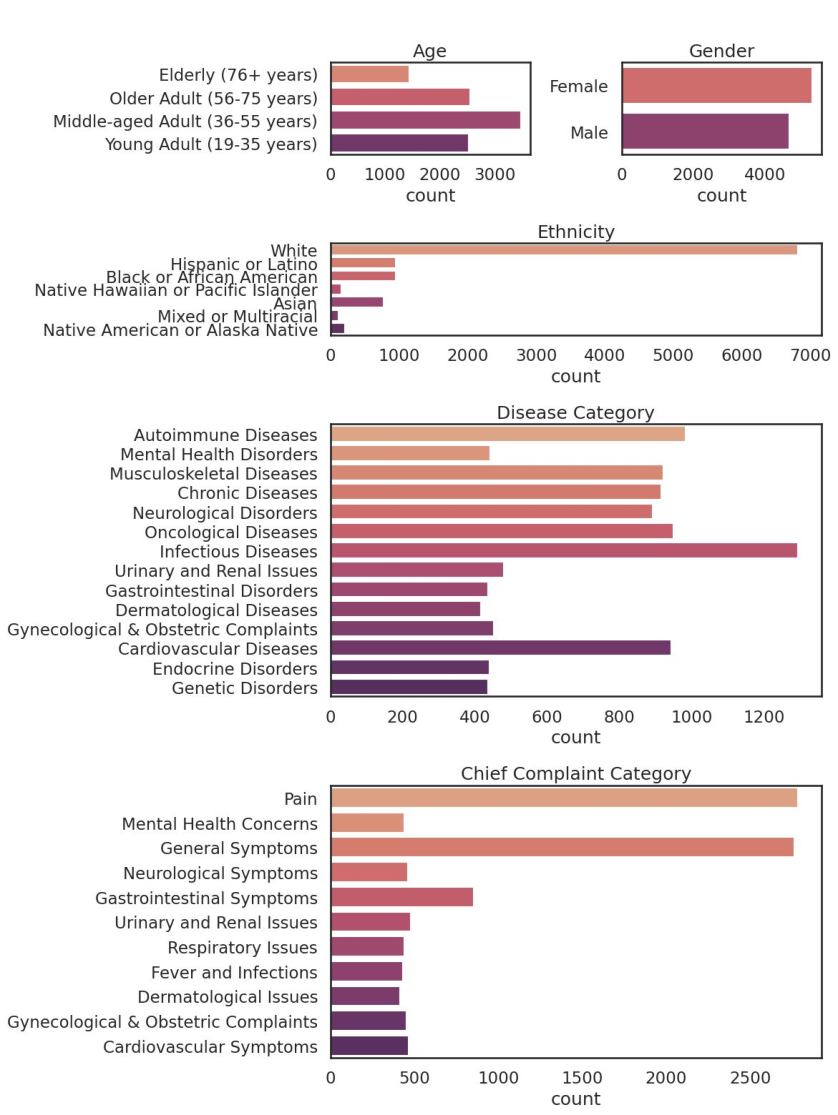 Age
Elderly (76+ years)
Older Adult (56-75 years)
Middle-aged Adult (36-55 years)
Young Adult (19-35 years)
0 1000 2000 3000
count
Gender
Female
Male
0 2000 4000
count
Ethnicity
White
Hispanic or Latino
Black or African American
Native Hawaiian or Pacific Islander
Asian
Mixed or Multiracial
Native American or Alaska Native
0 1000 2000 3000 4000 5000 6000 7000
count
Disease Category
Autoimmune Diseases
Mental Health Disorders
Musculoskeletal Diseases
Chronic Diseases
Neurological Disorders
Oncological Diseases
Infectious Diseases
Urinary and Renal Issues
Gastrointestinal Disorders
Dermatological Diseases
Gynecological & Obstetric Complaints
Cardiovascular Diseases
Endocrine Disorders
Genetic Disorders
0 200 400 600 800 1000 1200
count
Chief Complaint Category
Pain
Mental Health Concerns
General Symptoms
Neurological Symptoms
Gastrointestinal Symptoms
Urinary and Renal Issues
Respiratory Issues
Fever and Infections
Dermatological Issues
Gynecological & Obstetric Complaints
Cardiovascular Symptoms
0 500 1000 1500 2000 2500
count